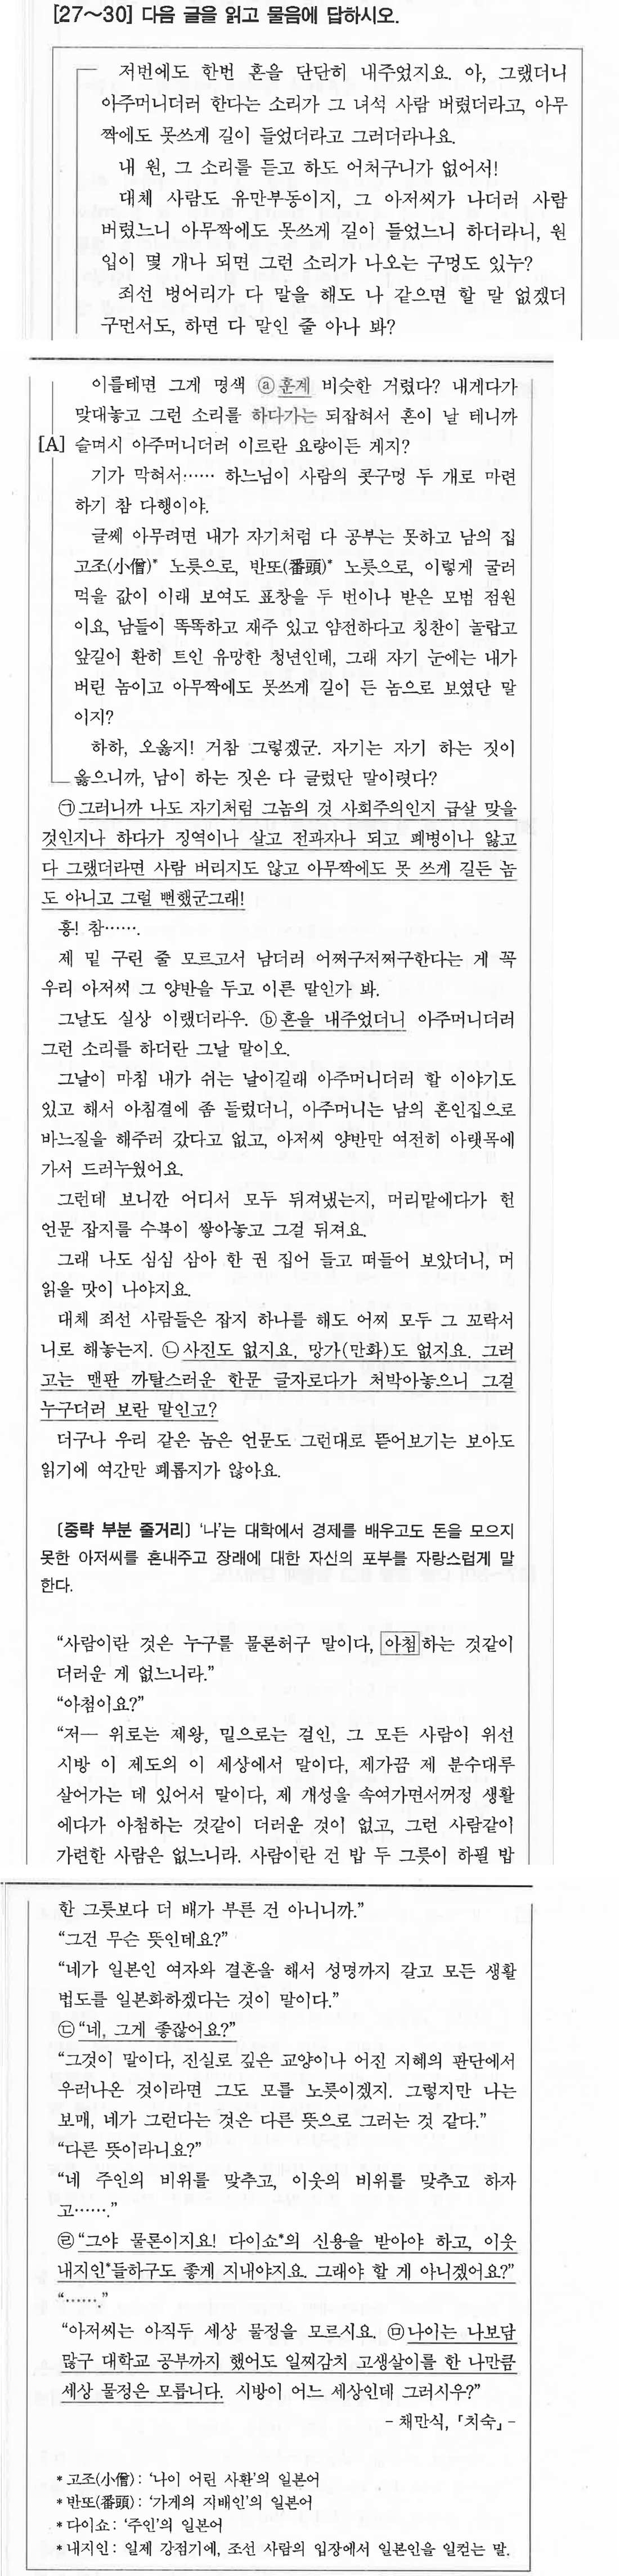 [27～30] 다음 글을 읽고 물음에 답하시오.
저번에도 한번 혼을 단단히 내주었지요. 아, 그랬더니
아주머니더러 한다는 소리가 그 녀석 사람 버렸더라고, 아무
짝에도 못쓰게 길이 들었더라고 그러더라나요.
내 원, 그 소리를 듣고 하도 어처구니가 없어서!
대체 사람도 유만부동이지, 그 아저씨가 나더러 사람
버렸느니 아무짝에도 못쓰게 길이 들었느니 하더라니, 원
입이 몇 개나 되면 그런 소리가 나오는 구멍도 있누?
죄선 벙어리가 다 말을 해도 나 같으면 할 말 없겠더
구먼서도, 하면 다 말인 줄 아나 봐?
이를테면 그게 명색 ⓐ훈계 비슷한 거렸다? 내게다가
맞대놓고 그런 소리를 하다가는 되잡혀서 혼이 날 테니까
[A] 슬며시 아주머니더러 이르란 요량이든 게지?
기가 막혀서…… 하느님이 사람의 콧구멍 두 개로 마련
하기 참 다행이야.
글쎄 아무려면 내가 자기처럼 다 공부는 못하고 남의 집
고조(小僧)* 노릇으로, 반또(番頭)* 노릇으로, 이렇게 굴러
먹을 값이 이래 보여도 표창을 두 번이나 받은 모범 점원
이요, 남들이 똑똑하고 재주 있고 얌전하다고 칭찬이 놀랍고
앞길이 환히 트인 유망한 청년인데, 그래 자기 눈에는 내가
버린 놈이고 아무짝에도 못쓰게 길이 든 놈으로 보였단 말
이지?
하하, 오옳지! 거참 그렇겠군. 자기는 자기 하는 짓이
옳으니까, 남이 하는 짓은 다 글렀단 말이렷다?
㉠그러니까 나도 자기처럼 그놈의 것 사회주의인지 급살 맞을
것인지나 하다가 징역이나 살고 전과자나 되고 폐병이나 앓고
다 그랬더라면 사람 버리지도 않고 아무짝에도 못 쓰게 길든 놈
도 아니고 그럴 뻔했군그래!
흥! 참…….
제 밑 구린 줄 모르고서 남더러 어쩌구저쩌구한다는 게 꼭
우리 아저씨 그 양반을 두고 이른 말인가 봐.
그날도 실상 이랬더라우. ⓑ혼을 내주었더니 아주머니더러
그런 소리를 하더란 그날 말이오.
그날이 마침 내가 쉬는 날이길래 아주머니더러 할 이야기도
있고 해서 아침결에 좀 들렀더니, 아주머니는 남의 혼인집으로
바느질을 해주러 갔다고 없고, 아저씨 양반만 여전히 아랫목에
가서 드러누웠어요.
그런데 보니깐 어디서 모두 뒤져냈는지, 머리맡에다가 헌
언문 잡지를 수북이 쌓아놓고 그걸 뒤져요.
그래 나도 심심 삼아 한 권 집어 들고 떠들어 보았더니, 머
읽을 맛이 나야지요.
대체 죄선 사람들은 잡지 하나를 해도 어찌 모두 그 꼬락서
니로 해놓는지. ㉡사진도 없지요, 망가(만화)도 없지요. 그러
고는 맨판 까탈스러운 한문 글자로다가 처박아놓으니 그걸
누구더러 보란 말인고?
더구나 우리 같은 놈은 언문도 그런대로 뜯어보기는 보아도
읽기에 여간만 폐롭지가 않아요.
〔중략 부분 줄거리〕 ‘나’는 대학에서 경제를 배우고도 돈을 모으지
못한 아저씨를 혼내주고 장래에 대한 자신의 포부를 자랑스럽게 말
한다.
“사람이란 것은 누구를 물론허구 말이다, 아첨하는 것같이
더러운 게 없느니라.”
“아첨이요?”
“저― 위로는 제왕, 밑으로는 걸인, 그 모든 사람이 위선
시방 이 제도의 이 세상에서 말이다, 제가끔 제 분수대루
살어가는 데 있어서 말이다, 제 개성을 속여가면서꺼정 생활
에다가 아첨하는 것같이 더러운 것이 없고, 그런 사람같이
가련한 사람은 없느니라. 사람이란 건 밥 두 그릇이 하필 밥
한 그릇보다 더 배가 부른 건 아니니까.”
“그건 무슨 뜻인데요?”
“네가 일본인 여자와 결혼을 해서 성명까지 갈고 모든 생활
법도를 일본화하겠다는 것이 말이다.”
㉢“네, 그게 좋잖어요?”
“그것이 말이다, 진실로 깊은 교양이나 어진 지혜의 판단에서
우러나온 것이라면 그도 모를 노릇이겠지. 그렇지만 나는
보매, 네가 그런다는 것은 다른 뜻으로 그러는 것 같다.”
“다른 뜻이라니요?”
“네 주인의 비위를 맞추고, 이웃의 비위를 맞추고 하자
고…….”
㉣“그야 물론이지요! 다이쇼*의 신용을 받아야 하고, 이웃
내지인*들하구도 좋게 지내야지요. 그래야 할 게 아니겠어요?”
“…….”
“아저씨는 아직두 세상 물정을 모르시요. ㉤나이는 나보담
많구 대학교 공부까지 했어도 일찌감치 고생살이를 한 나만큼
세상 물정은 모릅니다. 시방이 어느 세상인데 그러시우?”
- 채만식, 「치숙」 -
* 고조(小僧) : ‘나이 어린 사환’의 일본어
* 반또(番頭) : ‘가게의 지배인’의 일본어
* 다이쇼 : ‘주인’의 일본어
* 내지인 : 일제 강점기에, 조선 사람의 입장에서 일본인을 일컫는 말.